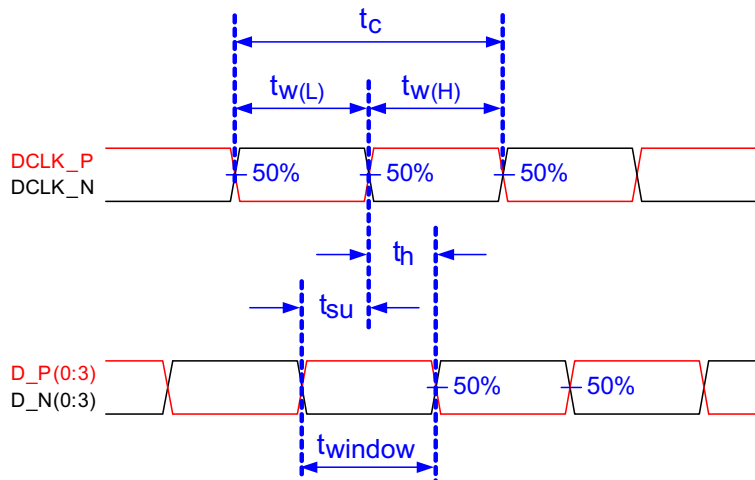 tc
tw(L) tw(H)
DCLK_P
DCLK_N
50% 50% 50%
th
tsu
D_P(0:3)
D_N(0:3)
50% 50%
twindow